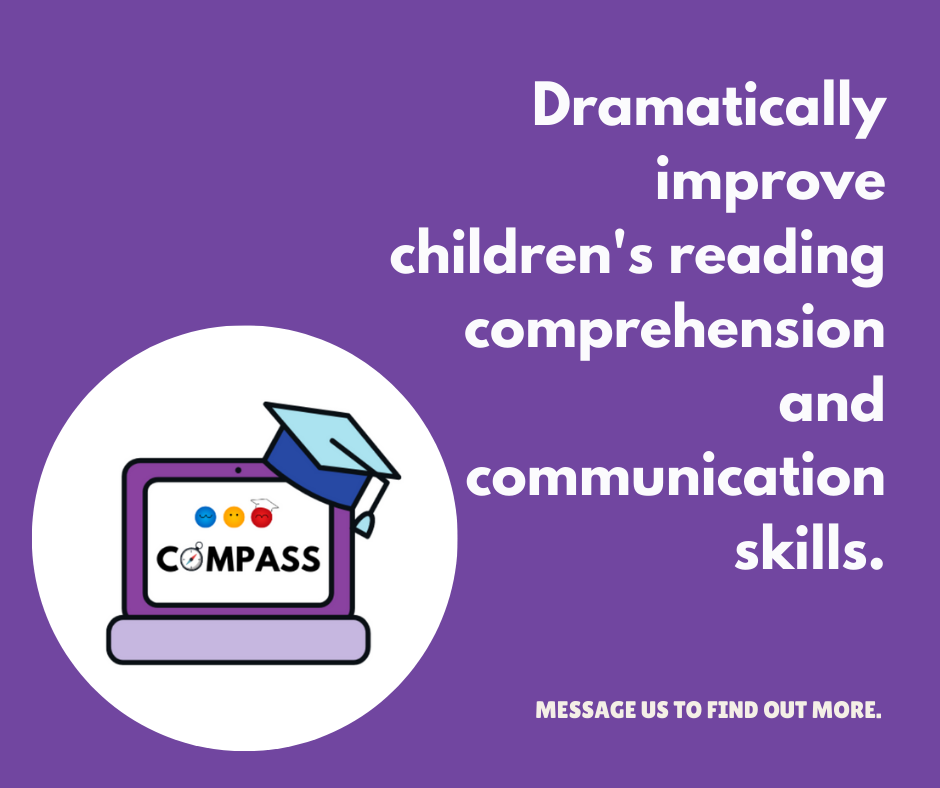 Dramatically
improve
children's reading
comprehension
and
communication
skills.
COMPASS
MESSAGE US TO FIND OUT MORE.